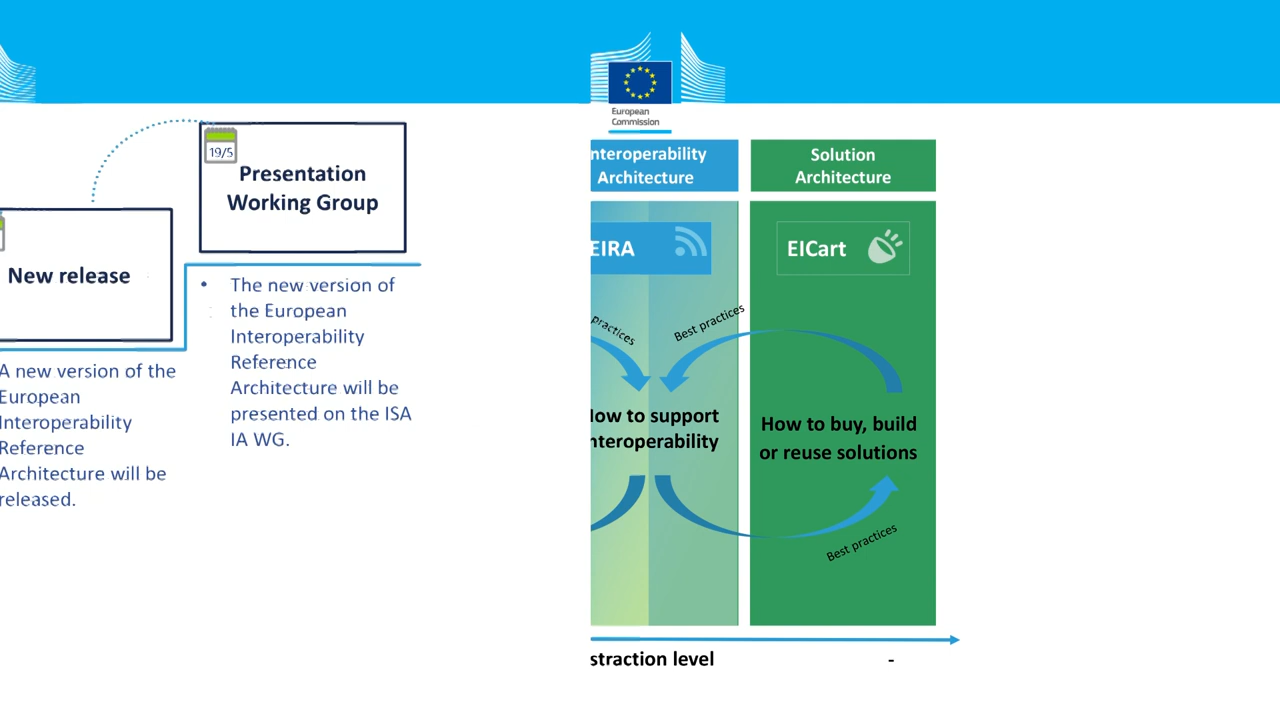 European
Commission
19/5
Presentation
Working Group
New release
• The new version of
the European
Interoperability
Reference
Architecture will be
presented on the ISA
IA WG.
A new version of the
European
Interoperability
Reference
Architecture will be
released.
nteroperability
Architecture
Solution
Architecture
EIRA
EICart
practices
Best practices
ow to support
nteroperability
How to buy, build
or reuse solutions
Best practices
straction level
-